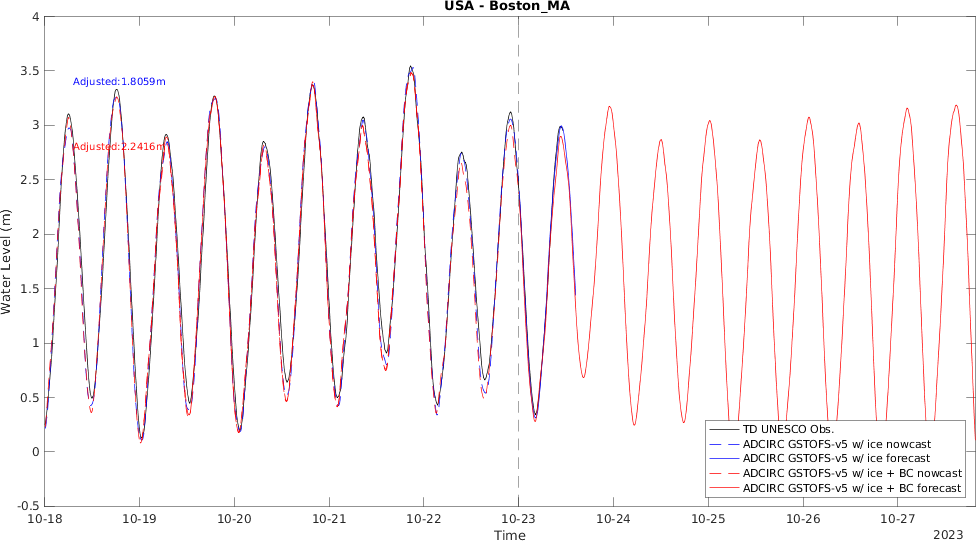 USA - Boston_MA
4
3.5
3
2.5
2
1.5
1
0.5
0
-0.5
Water Level (m)
Adjusted:1.8059m
Adjusted:2.2416m
TD UNESCO Obs.
ADCIRC GSTOFS-v5 w/ ice nowcast
ADCIRC GSTOFS-v5 w/ ice forecast
ADCIRC GSTOFS-v5 w/ ice + BC nowcast
ADCIRC GSTOFS-v5 w/ ice + BC forecast
10-18 10-19 10-20 10-21 10-22 10-23 10-24 10-25 10-26 10-27
Time
2023